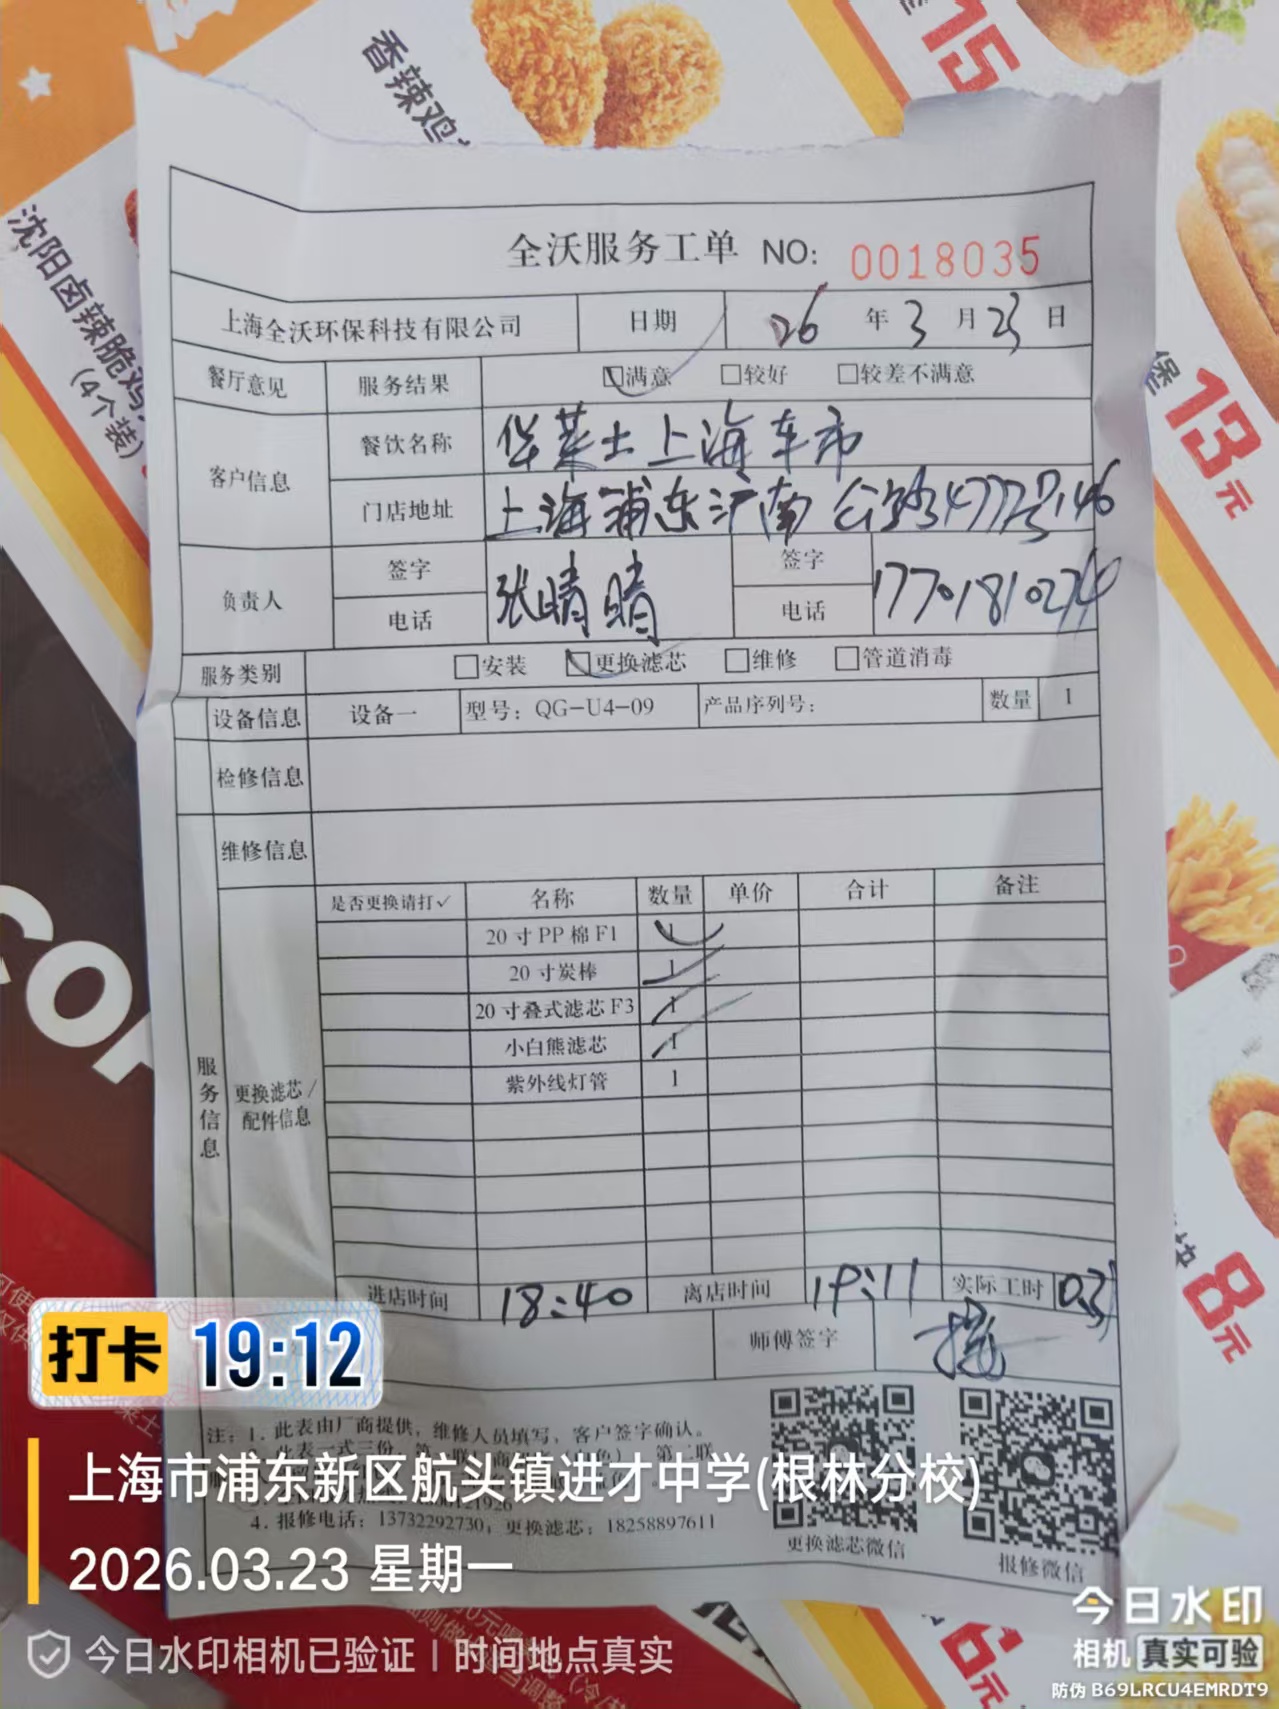 香辣鸡
15
沈阳卤辣脆鸡
(4个装)
堡 13元
8元
6元
全沃服务工单 NO: 0018035
上海全沃环保科技有限公司 日期 26 年 3 月 23 日
餐厅意见 服务结果 ☑满意 □较好 □较差不满意
客户信息 餐饮名称 华莱士上海车市
门店地址 上海浦东沪南公路4777号146
负责人 签字 张晴晴 签字
电话 电话 17701810274
服务类别 □安装 ☑更换滤芯 □维修 □管道消毒
设备信息 设备一 型号: QG-U4-09 产品序列号: 数量 1
检修信息
维修信息
服务信息
更换滤芯/配件信息
是否更换请打✓ 名称 数量 单价 合计 备注
20寸PP棉F1 1
20寸炭棒 1
20寸叠式滤芯F3 1
小白熊滤芯 1
紫外线灯管 1
进店时间 18:40 离店时间 19:11 实际工时 0.5
师傅签字
注: 1. 此表由厂商提供, 维修人员填写, 客户签字确认。
4. 报修电话: 13732292730; 更换滤芯: 18258897611
更换滤芯微信
报修微信
打卡 19:12
上海市浦东新区航头镇进才中学(根林分校)
2026.03.23 星期一
今日水印相机已验证 | 时间地点真实
今日水印
相机 真实可验
防伪 B69LRCU4EMRDT9